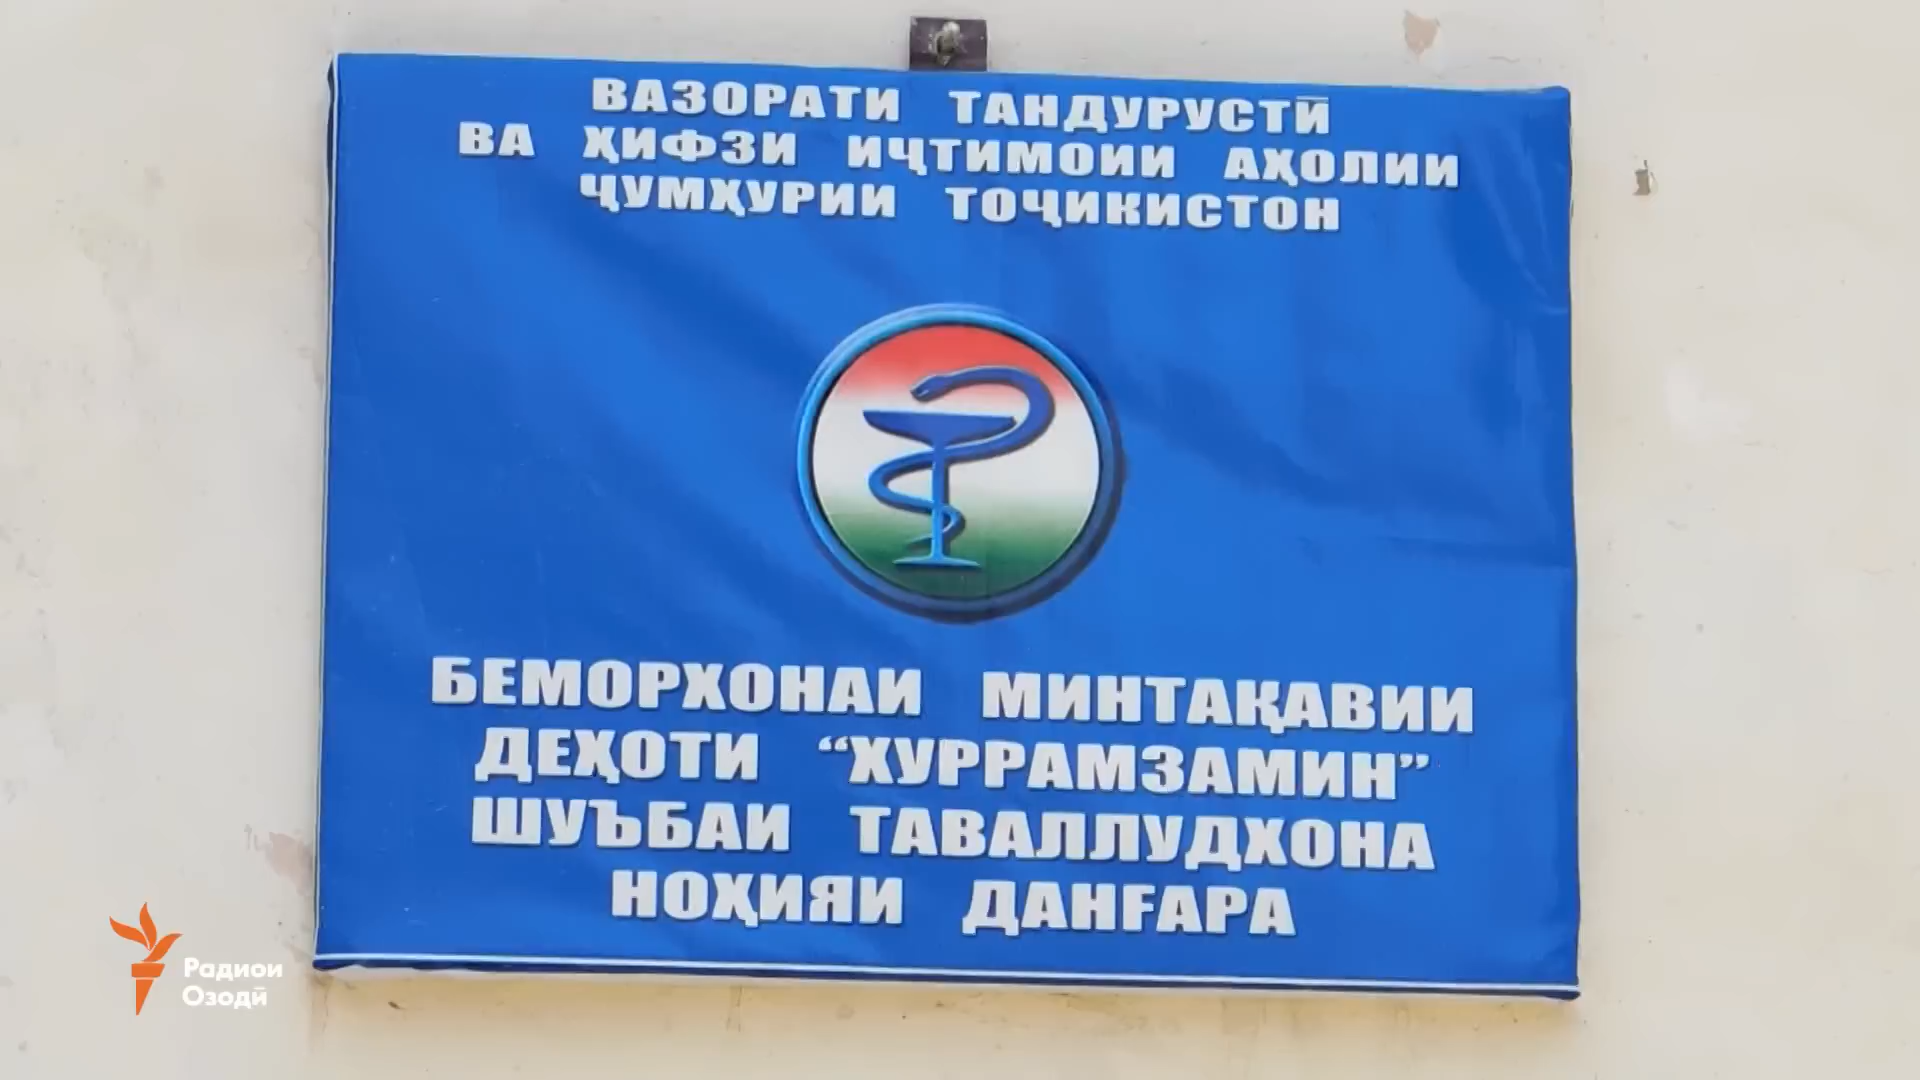 ВАЗОРАТИ ТАНДУРУСТӢ
ВА ҲИФЗИ ИҶТИМОИИ АҲОЛИИ
ҶУМҲУРИИ ТОҶИКИСТОН
БЕМОРХОНАИ МИНТАҚАВИИ
ДЕҲОТИ “ХУРРАМЗАМИН”
ШУЪБАИ ТАВАЛЛУДХОНА
НОҲИЯИ ДАНҒАРА
Радиои
Озодӣ